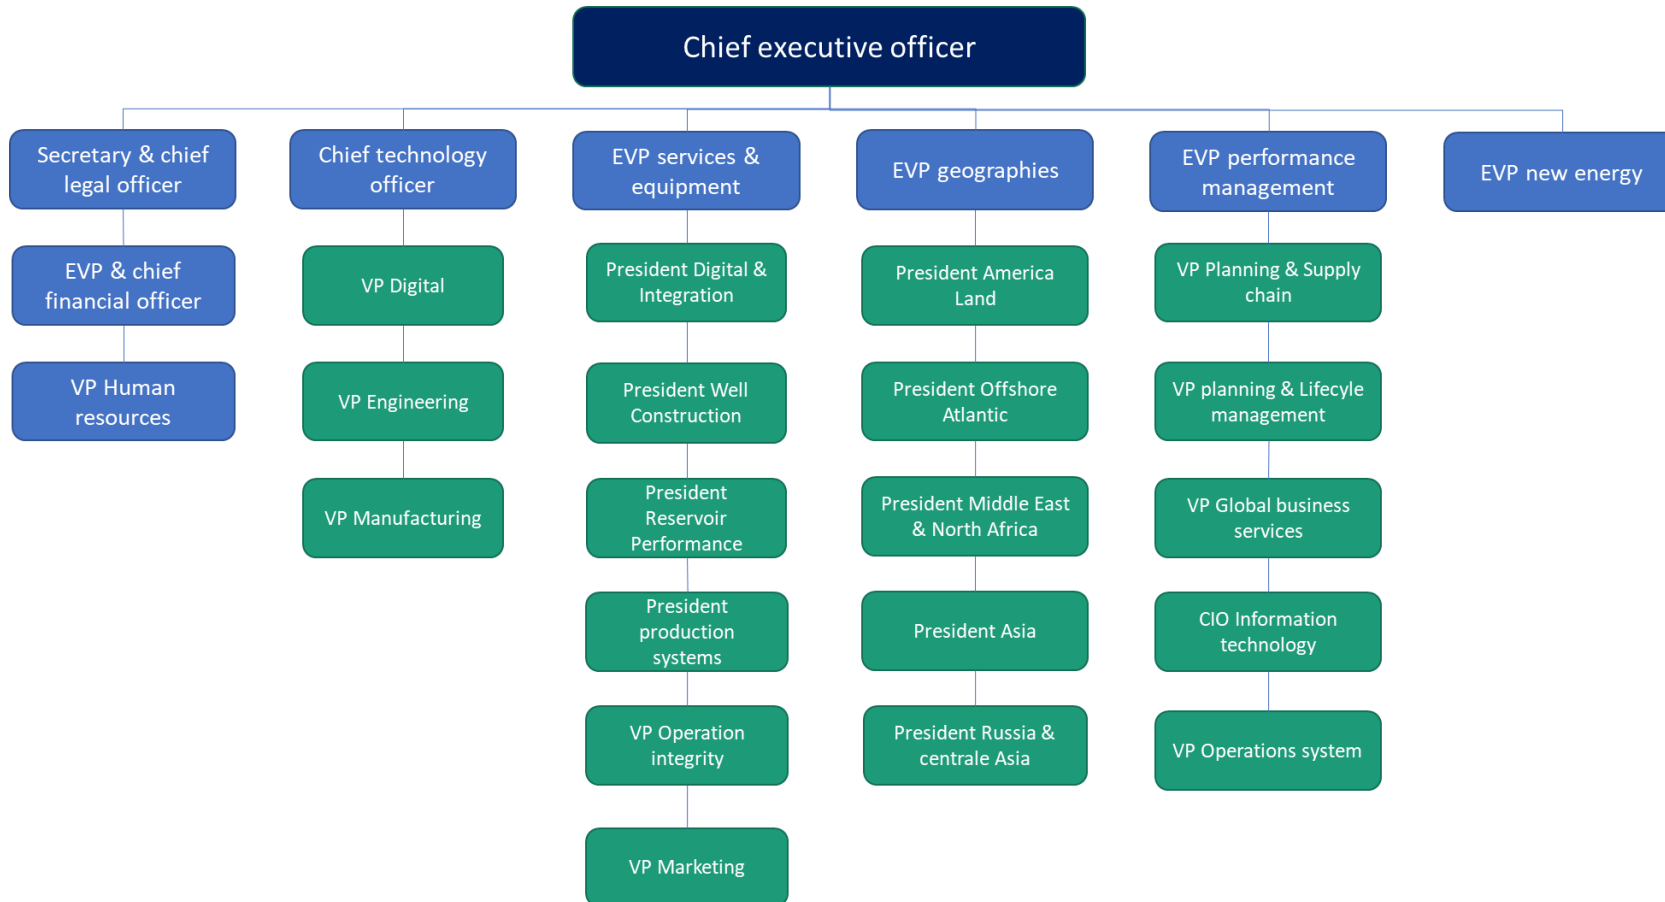 Chief executive officer
Secretary & chief
legal officer
EVP & chief
financial officer
VP Human
resources
Chief technology
officer
VP Digital
VP Engineering
VP Manufacturing
EVP services &
equipment
President Digital &
Integration
President Well
Construction
President
Reservoir
Performance
President
production
systems
VP Operation
integrity
VP Marketing
EVP geographies
President America
Land
President Offshore
Atlantic
President Middle East
& North Africa
President Asia
President Russia &
centrale Asia
EVP performance
management
VP Planning & Supply
chain
VP planning & Lifecyle
management
VP Global business
services
CIO Information
technology
VP Operations system
EVP new energy